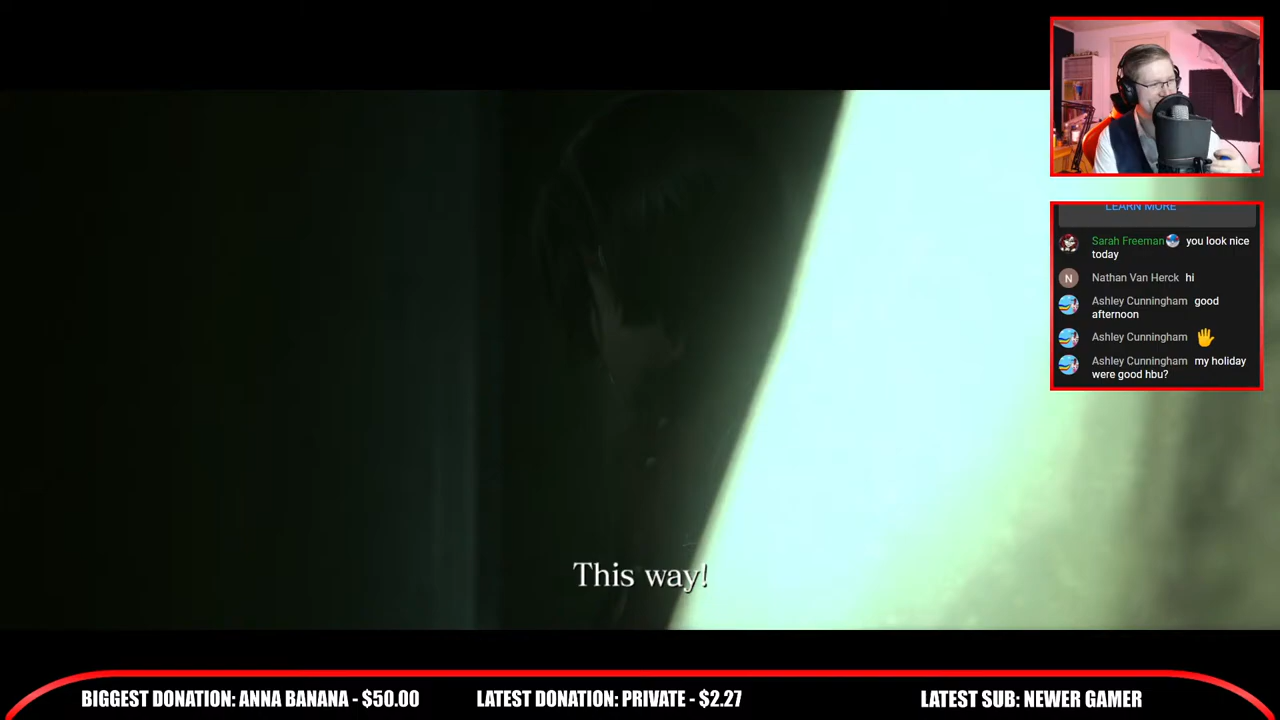 LEARN MORE
Sarah Freeman you look nice
today
N Nathan Van Herck hi
Ashley Cunningham good
afternoon
Ashley Cunningham 🖐
Ashley Cunningham my holiday
were good hbu?
This way!
BIGGEST DONATION: ANNA BANANA - $50.00 LATEST DONATION: PRIVATE - $2.27 LATEST SUB: NEWER GAMER